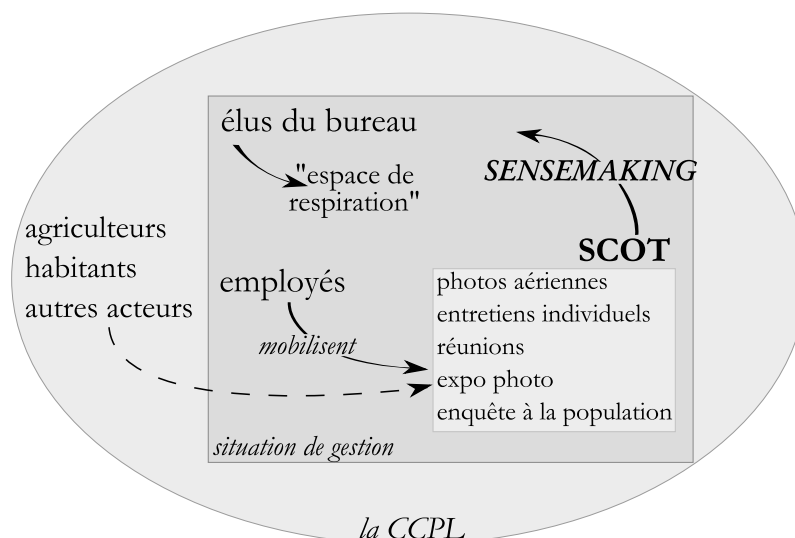 élus du bureau
"espace de
respiration"
SENSEMAKING
SCOT
agriculteurs
habitants
autres acteurs
employés
mobilisent
photos aériennes
entretiens individuels
réunions
expo photo
enquête à la population
situation de gestion
la CCPL